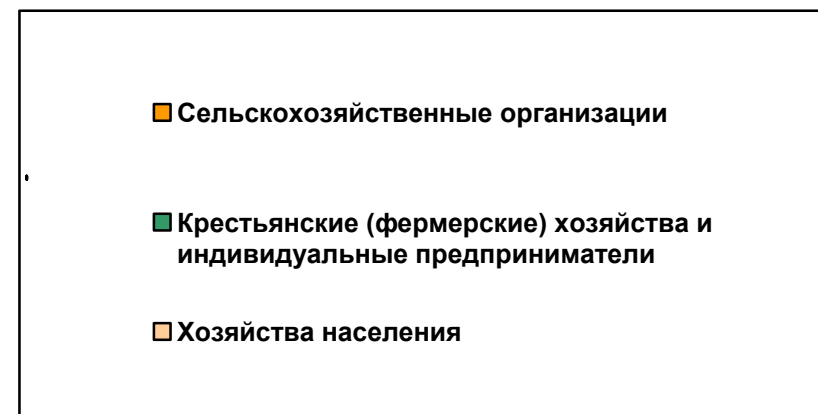 Сельскохозяйственные организации
Крестьянские (фермерские) хозяйства и
индивидуальные предприниматели
Хозяйства населения